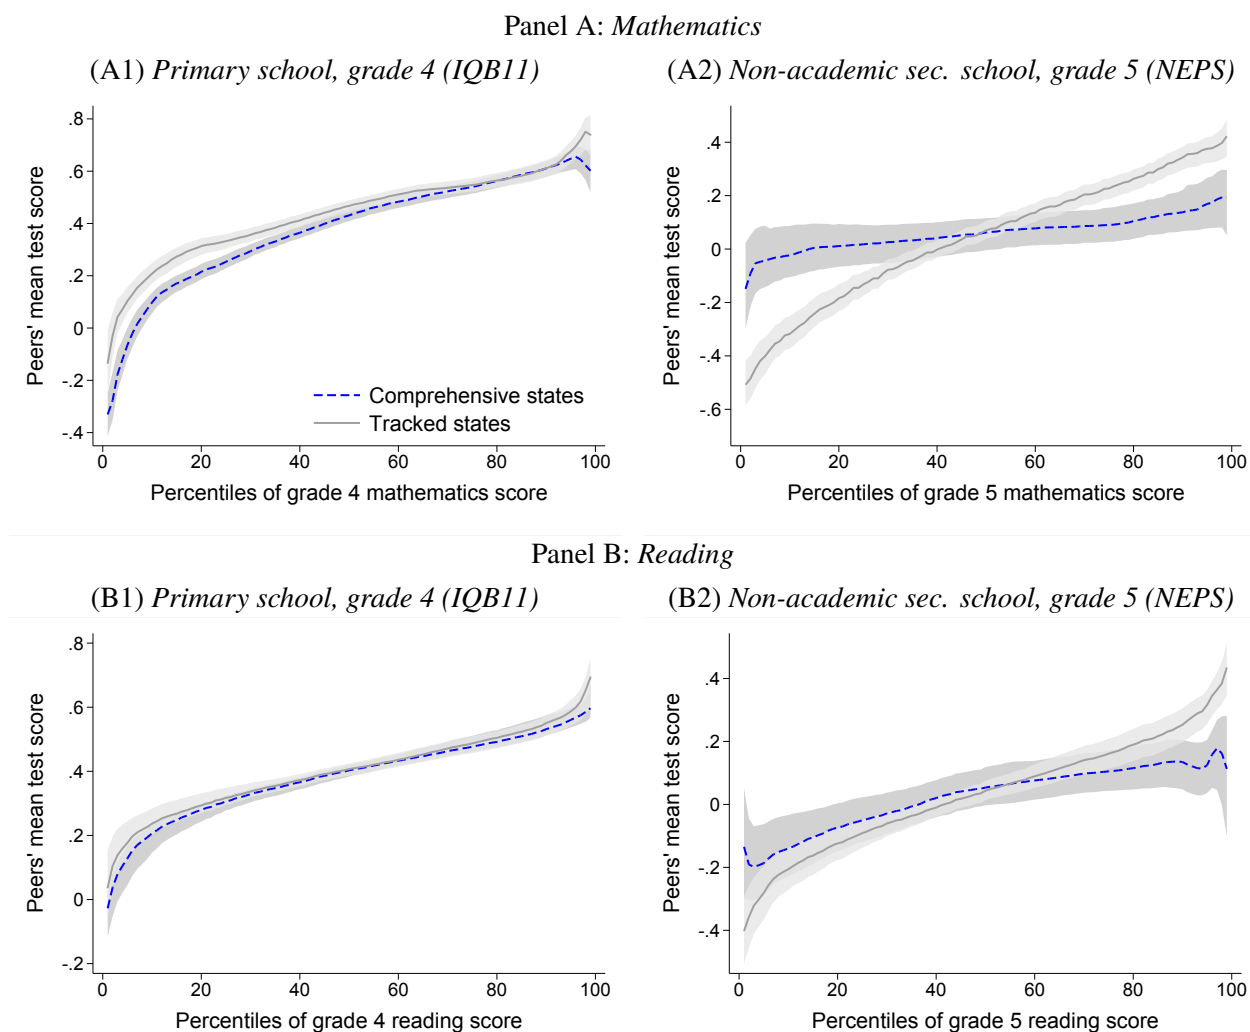 Panel A: Mathematics
(A1) Primary school, grade 4 (IQB11)
(A2) Non-academic sec. school, grade 5 (NEPS)
Peers' mean test score
.8
.6
.4
.2
0
-.2
-.4
Comprehensive states
Tracked states
0 20 40 60 80 100
Percentiles of grade 4 mathematics score
Peers' mean test score
.4
.2
0
-.2
-.4
-.6
0 20 40 60 80 100
Percentiles of grade 5 mathematics score
Panel B: Reading
(B1) Primary school, grade 4 (IQB11)
(B2) Non-academic sec. school, grade 5 (NEPS)
Peers' mean test score
.8
.6
.4
.2
0
-.2
0 20 40 60 80 100
Percentiles of grade 4 reading score
Peers' mean test score
.4
.2
0
-.2
-.4
0 20 40 60 80 100
Percentiles of grade 5 reading score